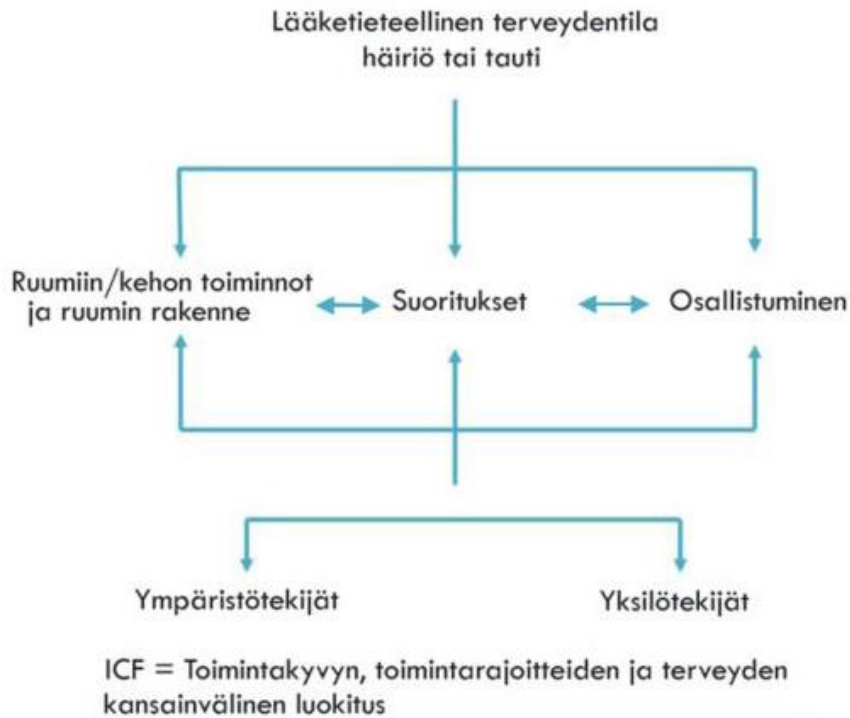 Lääketieteellinen terveydentila
häiriö tai tauti
Ruumiin/kehon toiminnot
ja ruumin rakenne
Suoritukset
Osallistuminen
Ympäristötekijät
Yksilötekijät
ICF = Toimintakyvyn, toimintarajoitteiden ja terveyden
kansainvälinen luokitus